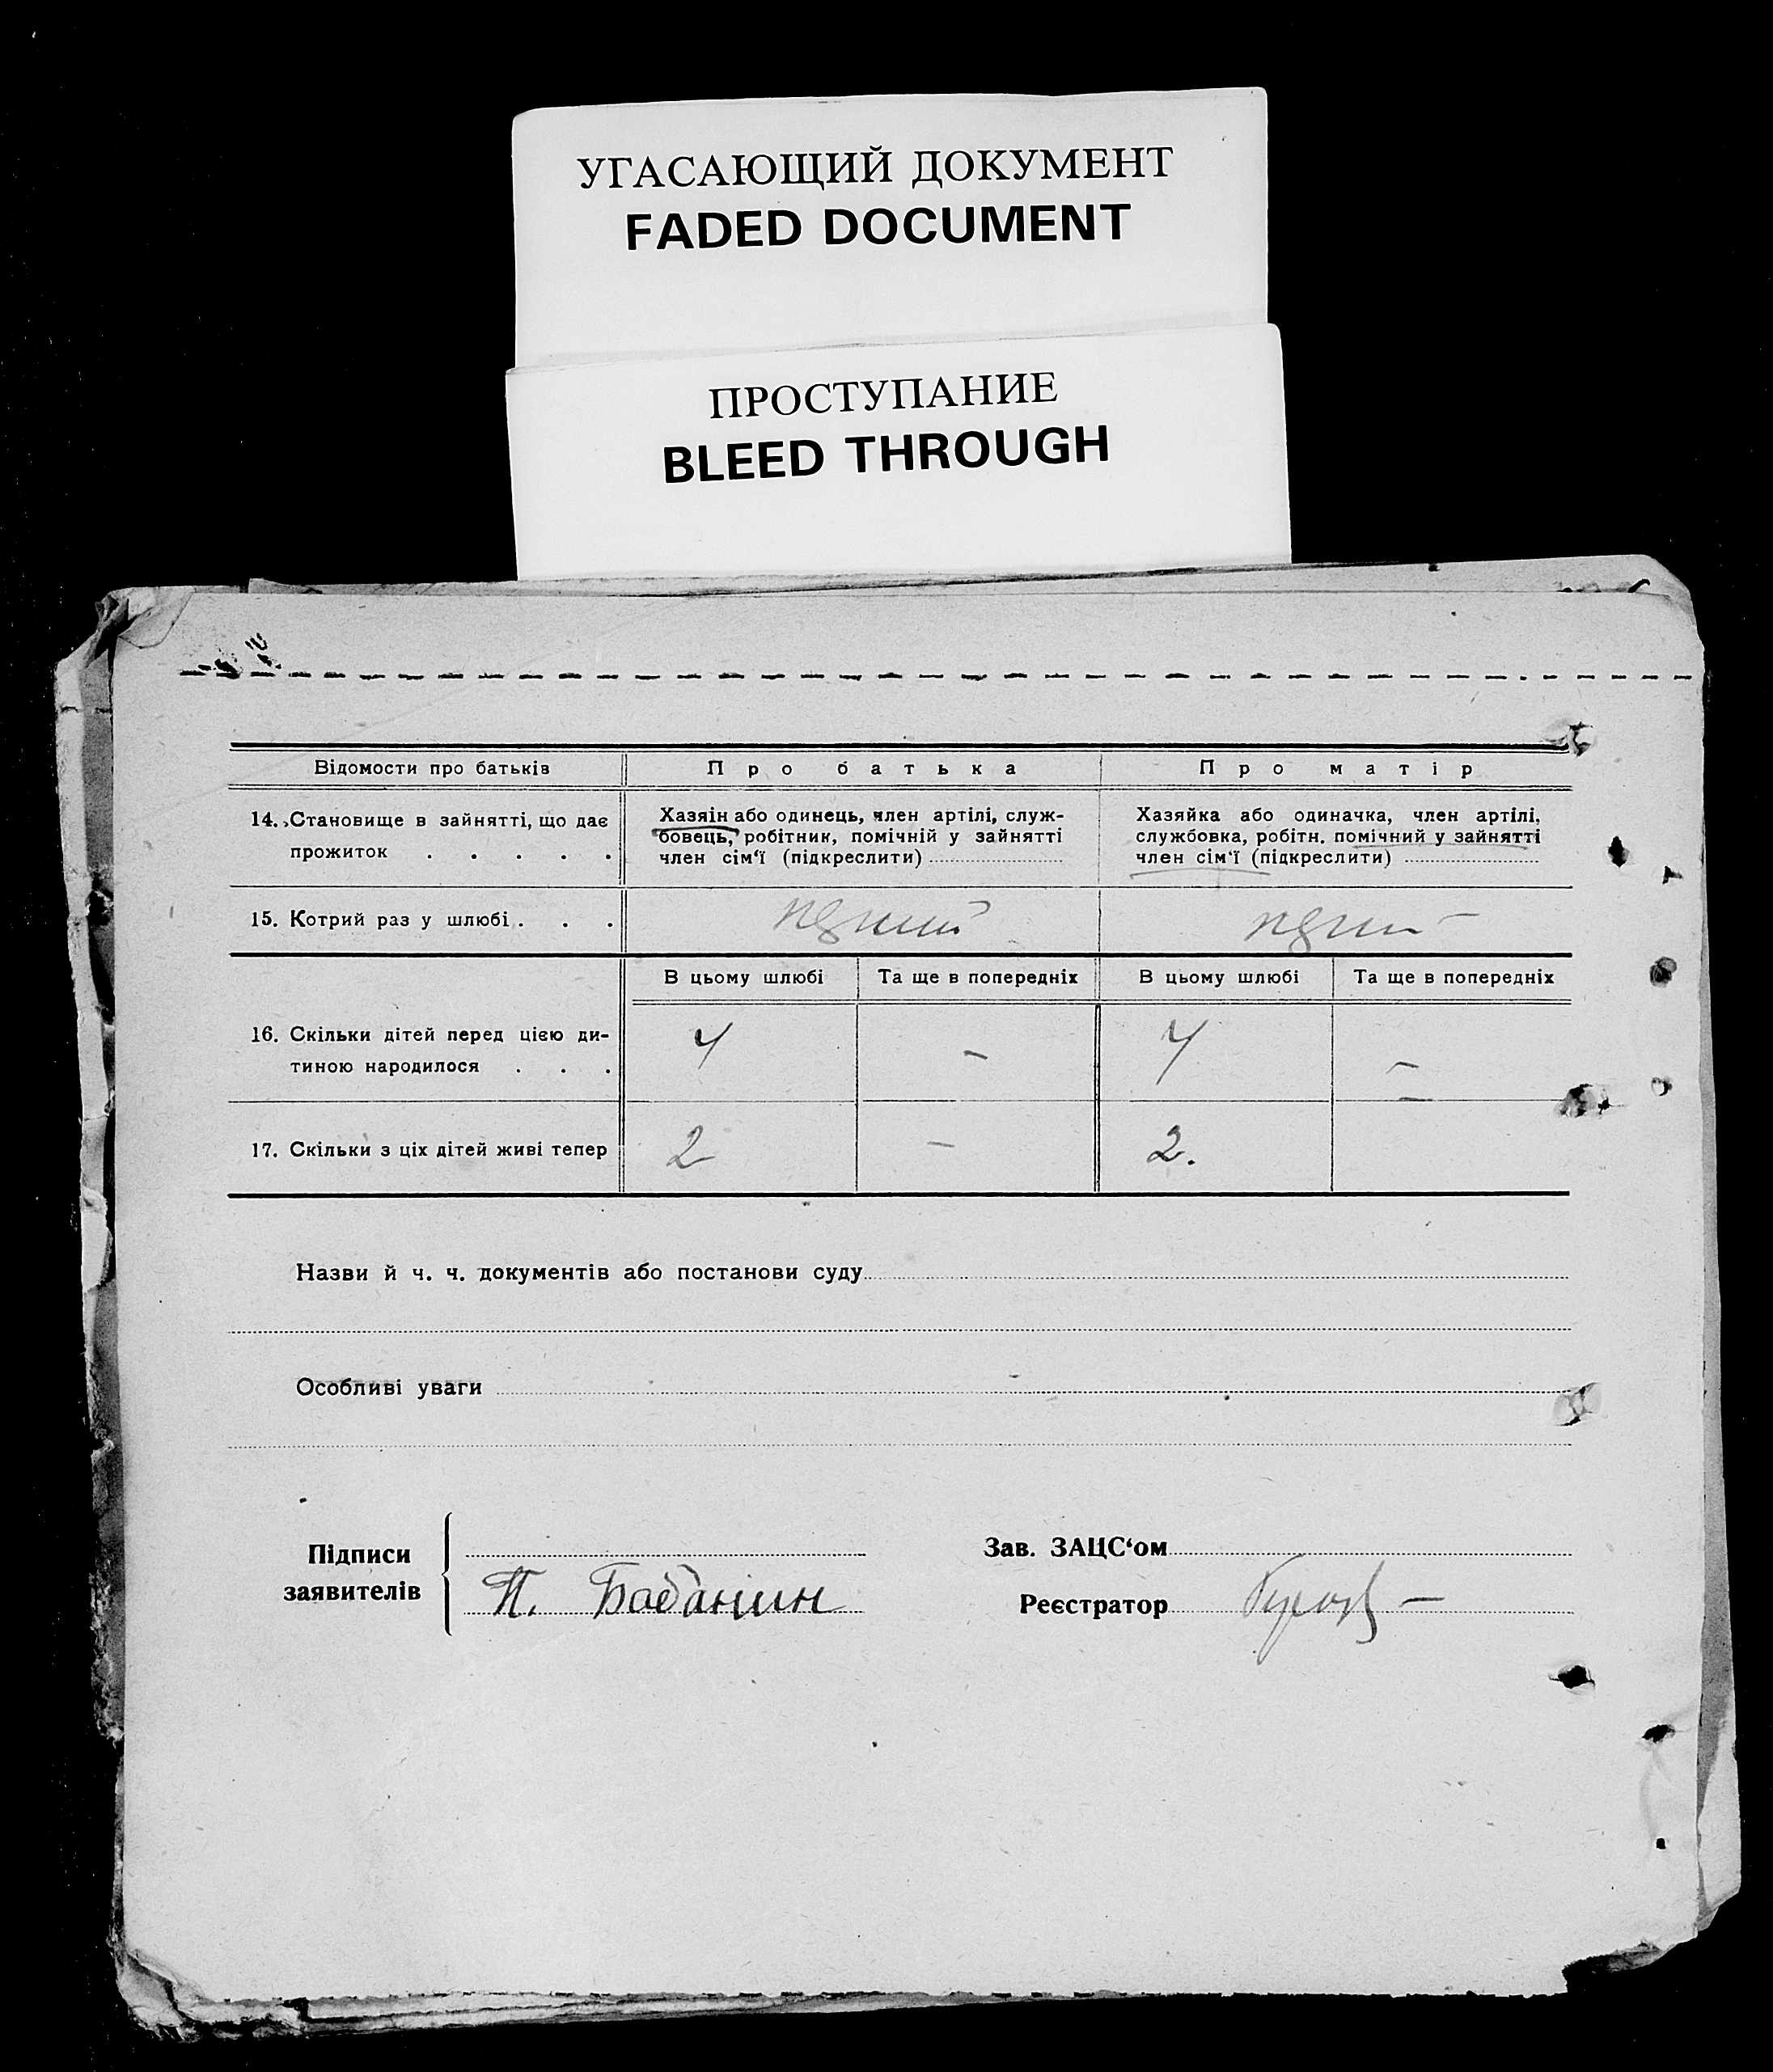 УГАСАЮЩИЙ ДОКУМЕНТ
FADED DOCUMENT
ПРОСТУПАНИЕ
BLEED THROUGH
Відомости про батьків Про батька Про матір
14. Становище в зайнятті, що дає прожиток . . . . .
Хазяін або одинець, член артілі, служ-
бовець, робітник, помічній у зайнятті
член сім‘ї (підкреслити)
Хазяйка або одиначка, член артілі,
службовка, робітн. помічний у зайнятті
член сім‘ї (підкреслити)
15. Котрий раз у шлюбі . . .
В цьому шлюбі Та ще в попередніх В цьому шлюбі Та ще в попередніх
16. Скільки дітей перед цією ди-
тиною народилося . . . 4 – 4 –
17. Скільки з ціх дітей живі тепер 2 – 2.
Назви й ч. ч. документів або постанови суду
Особливі уваги
Підписи
заявителів
П. Бабанин
Зав. ЗАЦС‘ом
Реєстратор